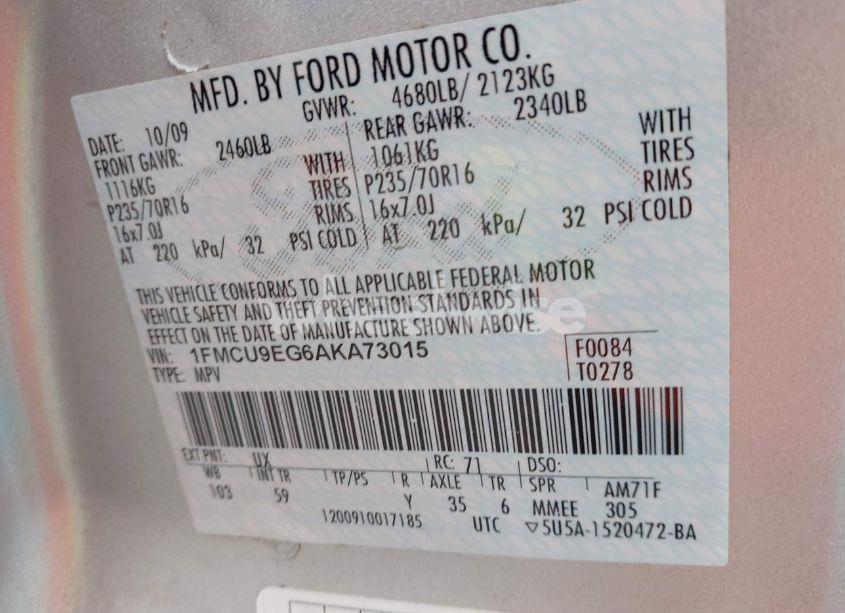 MFD. BY FORD MOTOR CO.
DATE: 10/09 GVWR: 4680LB/ 2123KG
FRONT GAWR: 2460LB REAR GAWR: 2340LB
1116KG WITH 1061KG WITH
P235/70R16 TIRES P235/70R16 TIRES
16x7.0J RIMS 16x7.0J RIMS
AT 220 kPa/ 32 PSI COLD AT 220 kPa/ 32 PSI COLD
THIS VEHICLE CONFORMS TO ALL APPLICABLE FEDERAL MOTOR
VEHICLE SAFETY AND THEFT PREVENTION STANDARDS IN
EFFECT ON THE DATE OF MANUFACTURE SHOWN ABOVE.
VIN: 1FMCU9EG6AKA73015 F0084
TYPE: MPV T0278
EXT PNT: UX RC: 71 DSO:
WB INT TR TP/PS R AXLE TR SPR AM71F
103 59 Y 35 6 MMEE 305
1200910017185 UTC ▽5U5A-1520472-BA